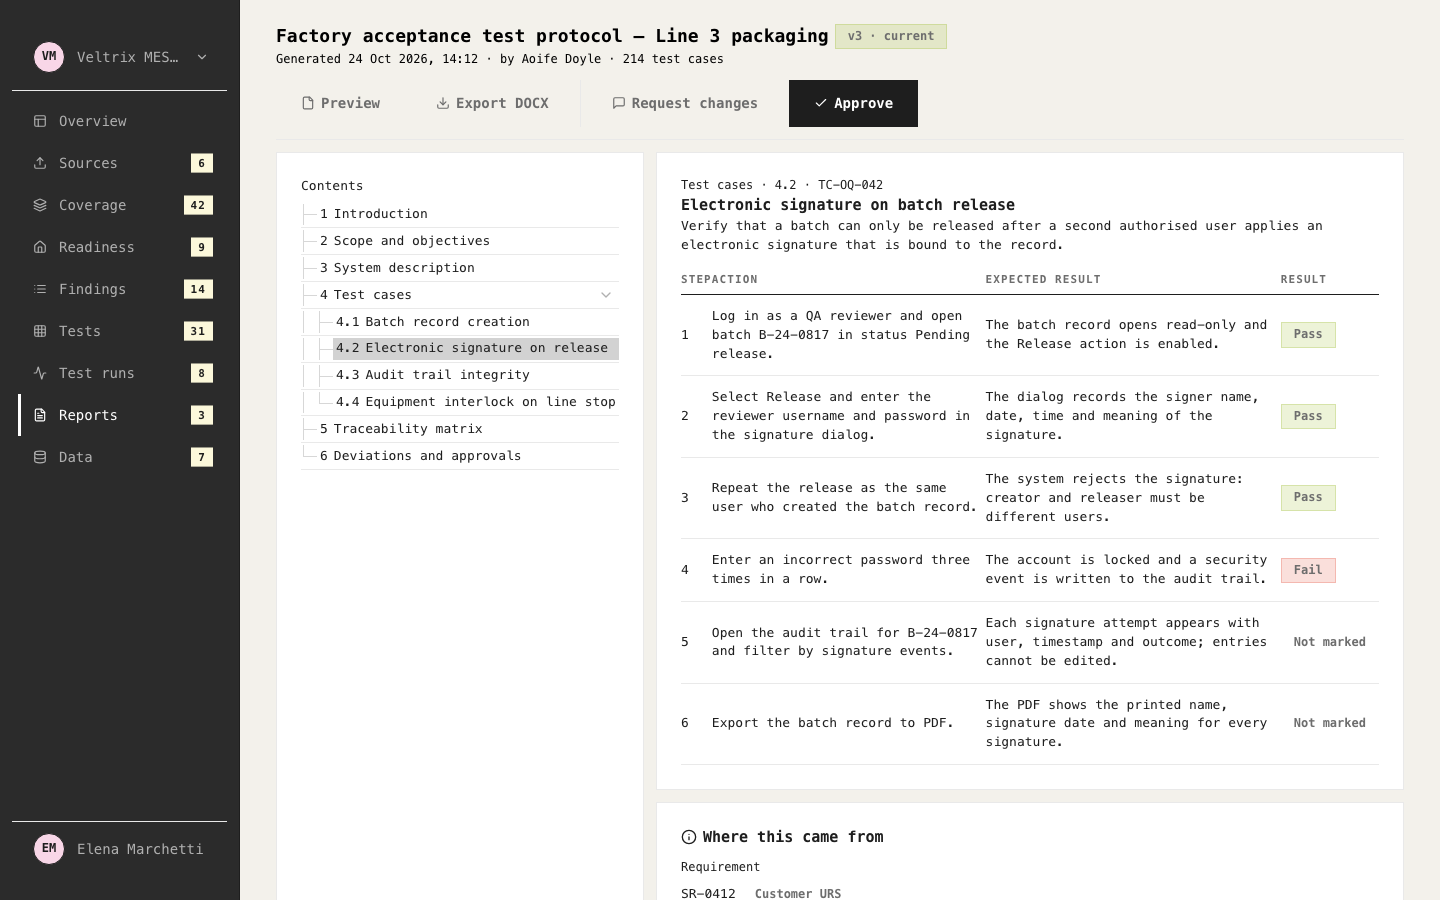 VM Veltrix MES…
Overview
Sources 6
Coverage 42
Readiness 9
Findings 14
Tests 31
Test runs 8
Reports 3
Data 7
EM Elena Marchetti
Factory acceptance test protocol — Line 3 packaging v3 · current
Generated 24 Oct 2026, 14:12 · by Aoife Doyle · 214 test cases
Preview Export DOCX Request changes Approve
Contents
1 Introduction
2 Scope and objectives
3 System description
4 Test cases
4.1 Batch record creation
4.2 Electronic signature on release
4.3 Audit trail integrity
4.4 Equipment interlock on line stop
5 Traceability matrix
6 Deviations and approvals
Test cases · 4.2 · TC-OQ-042
Electronic signature on batch release
Verify that a batch can only be released after a second authorised user applies an
electronic signature that is bound to the record.
STEP ACTION EXPECTED RESULT RESULT
1
Log in as a QA reviewer and open
batch B-24-0817 in status Pending
release.
The batch record opens read-only and
the Release action is enabled.
Pass
2
Select Release and enter the
reviewer username and password in
the signature dialog.
The dialog records the signer name,
date, time and meaning of the
signature.
Pass
3
Repeat the release as the same
user who created the batch record.
The system rejects the signature:
creator and releaser must be
different users.
Pass
4
Enter an incorrect password three
times in a row.
The account is locked and a security
event is written to the audit trail.
Fail
5
Open the audit trail for B-24-0817
and filter by signature events.
Each signature attempt appears with
user, timestamp and outcome; entries
cannot be edited.
Not marked
6
Export the batch record to PDF.
The PDF shows the printed name,
signature date and meaning for every
signature.
Not marked
Where this came from
Requirement
SR-0412 Customer URS